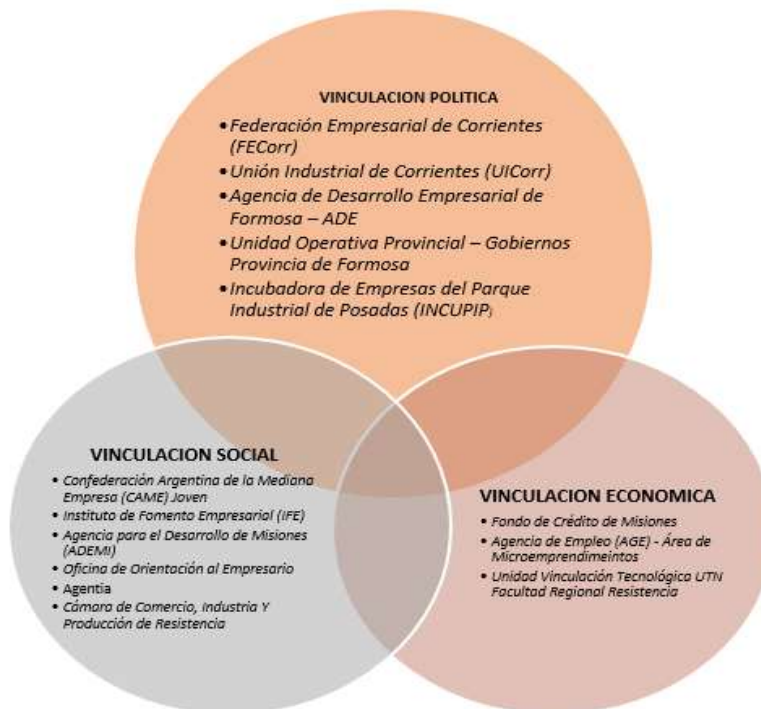 VINCULACION POLITICA
•Federación Empresarial de Corrientes
(FECorr)
•Unión Industrial de Corrientes (UICorr)
•Agencia de Desarrollo Empresarial de
Formosa – ADE
•Unidad Operativa Provincial – Gobiernos
Provincia de Formosa
•Incubadora de Empresas del Parque
Industrial de Posadas (INCUPIP)
VINCULACION SOCIAL
• Confederación Argentina de la Mediana
Empresa (CAME) Joven
• Instituto de Fomento Empresarial (IFE)
• Agencia para el Desarrollo de Misiones
(ADEMI)
• Oficina de Orientación al Empresario
• Agentia
• Cámara de Comercio, Industria Y
Producción de Resistencia
VINCULACION ECONOMICA
• Fondo de Crédito de Misiones
• Agencia de Empleo (AGE) - Área de
Microemprendimeintos
• Unidad Vinculación Tecnológica UTN
Facultad Regional Resistencia